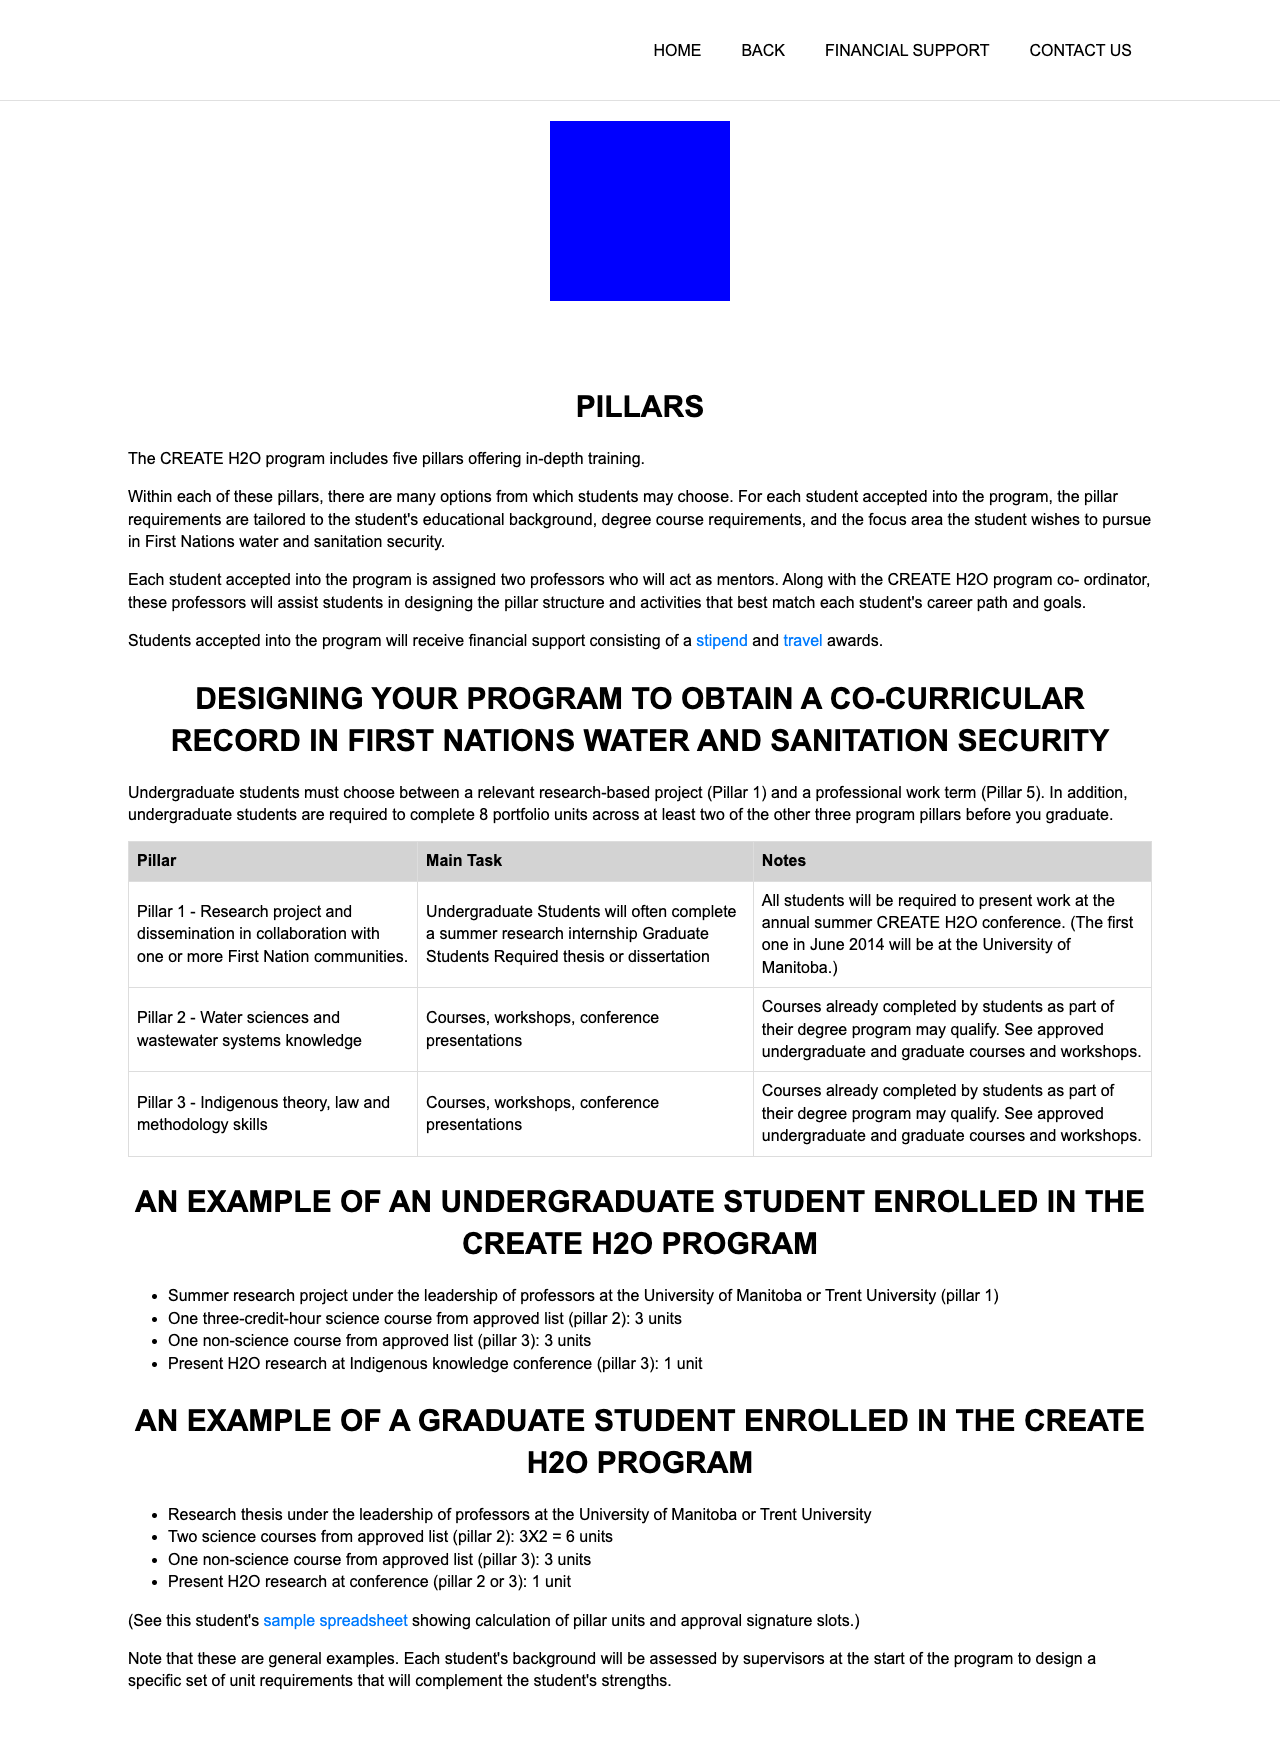 HOME BACK FINANCIAL SUPPORT CONTACT US
PILLARS
The CREATE H2O program includes five pillars offering in-depth training.
Within each of these pillars, there are many options from which students may choose. For each student accepted into the program, the pillar
requirements are tailored to the student's educational background, degree course requirements, and the focus area the student wishes to pursue
in First Nations water and sanitation security.
Each student accepted into the program is assigned two professors who will act as mentors. Along with the CREATE H2O program co- ordinator,
these professors will assist students in designing the pillar structure and activities that best match each student's career path and goals.
Students accepted into the program will receive financial support consisting of a stipend and travel awards.
DESIGNING YOUR PROGRAM TO OBTAIN A CO-CURRICULAR
RECORD IN FIRST NATIONS WATER AND SANITATION SECURITY
Undergraduate students must choose between a relevant research-based project (Pillar 1) and a professional work term (Pillar 5). In addition,
undergraduate students are required to complete 8 portfolio units across at least two of the other three program pillars before you graduate.
Pillar Main Task Notes
Pillar 1 - Research project and
dissemination in collaboration with
one or more First Nation communities.
Undergraduate Students will often complete
a summer research internship Graduate
Students Required thesis or dissertation
All students will be required to present work at the
annual summer CREATE H2O conference. (The first
one in June 2014 will be at the University of
Manitoba.)
Pillar 2 - Water sciences and
wastewater systems knowledge
Courses, workshops, conference
presentations
Courses already completed by students as part of
their degree program may qualify. See approved
undergraduate and graduate courses and workshops.
Pillar 3 - Indigenous theory, law and
methodology skills
Courses, workshops, conference
presentations
Courses already completed by students as part of
their degree program may qualify. See approved
undergraduate and graduate courses and workshops.
AN EXAMPLE OF AN UNDERGRADUATE STUDENT ENROLLED IN THE
CREATE H2O PROGRAM
• Summer research project under the leadership of professors at the University of Manitoba or Trent University (pillar 1)
• One three-credit-hour science course from approved list (pillar 2): 3 units
• One non-science course from approved list (pillar 3): 3 units
• Present H2O research at Indigenous knowledge conference (pillar 3): 1 unit
AN EXAMPLE OF A GRADUATE STUDENT ENROLLED IN THE CREATE
H2O PROGRAM
• Research thesis under the leadership of professors at the University of Manitoba or Trent University
• Two science courses from approved list (pillar 2): 3X2 = 6 units
• One non-science course from approved list (pillar 3): 3 units
• Present H2O research at conference (pillar 2 or 3): 1 unit
(See this student's sample spreadsheet showing calculation of pillar units and approval signature slots.)
Note that these are general examples. Each student's background will be assessed by supervisors at the start of the program to design a
specific set of unit requirements that will complement the student's strengths.